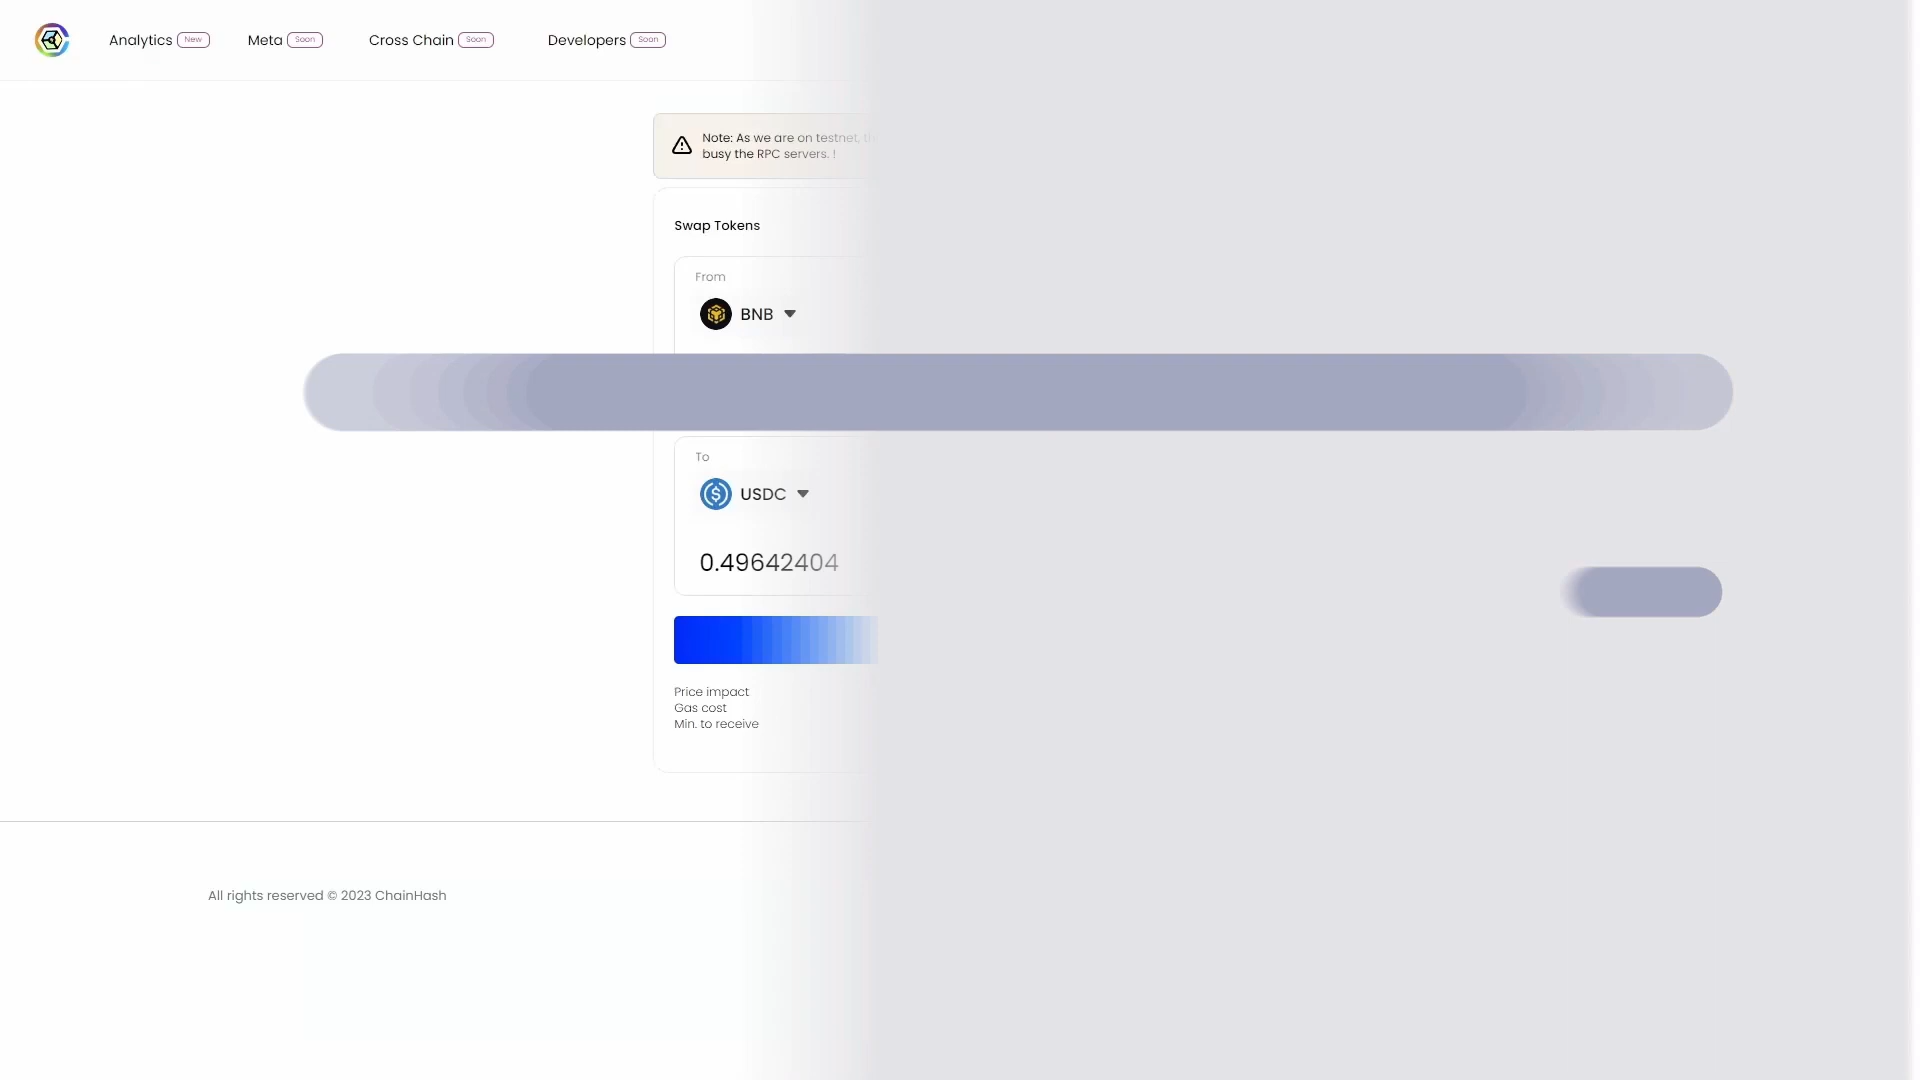 Analytics New Meta Soon Cross Chain Soon Developers Soon
Note: As we are on testnet,
busy the RPC servers. !
Swap Tokens
From
BNB
To
USDC
0.49642404
Price impact
Gas cost
Min. to receive
All rights reserved © 2023 ChainHash